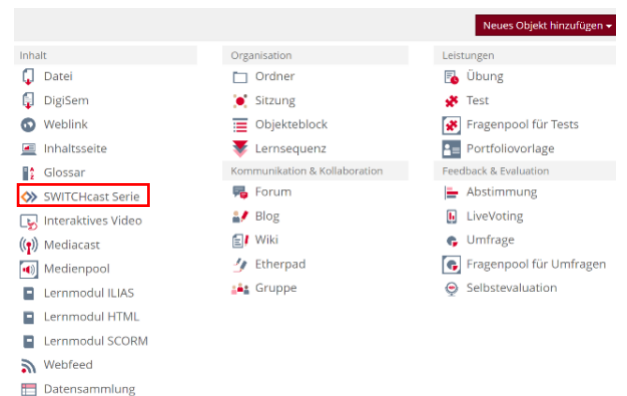 Neues Objekt hinzufügen
Inhalt
Datei
DigiSem
Weblink
Inhaltsseite
Glossar
SWITCHcast Serie
Interaktives Video
Mediacast
Medienpool
Lernmodul ILIAS
Lernmodul HTML
Lernmodul SCORM
Webfeed
Datensammlung
Organisation
Ordner
Sitzung
Objekteblock
Lernsequenz
Kommunikation & Kollaboration
Forum
Blog
Wiki
Etherpad
Gruppe
Leistungen
Übung
Test
Fragenpool für Tests
Portfoliovorlage
Feedback & Evaluation
Abstimmung
LiveVoting
Umfrage
Fragenpool für Umfragen
Selbstevaluation